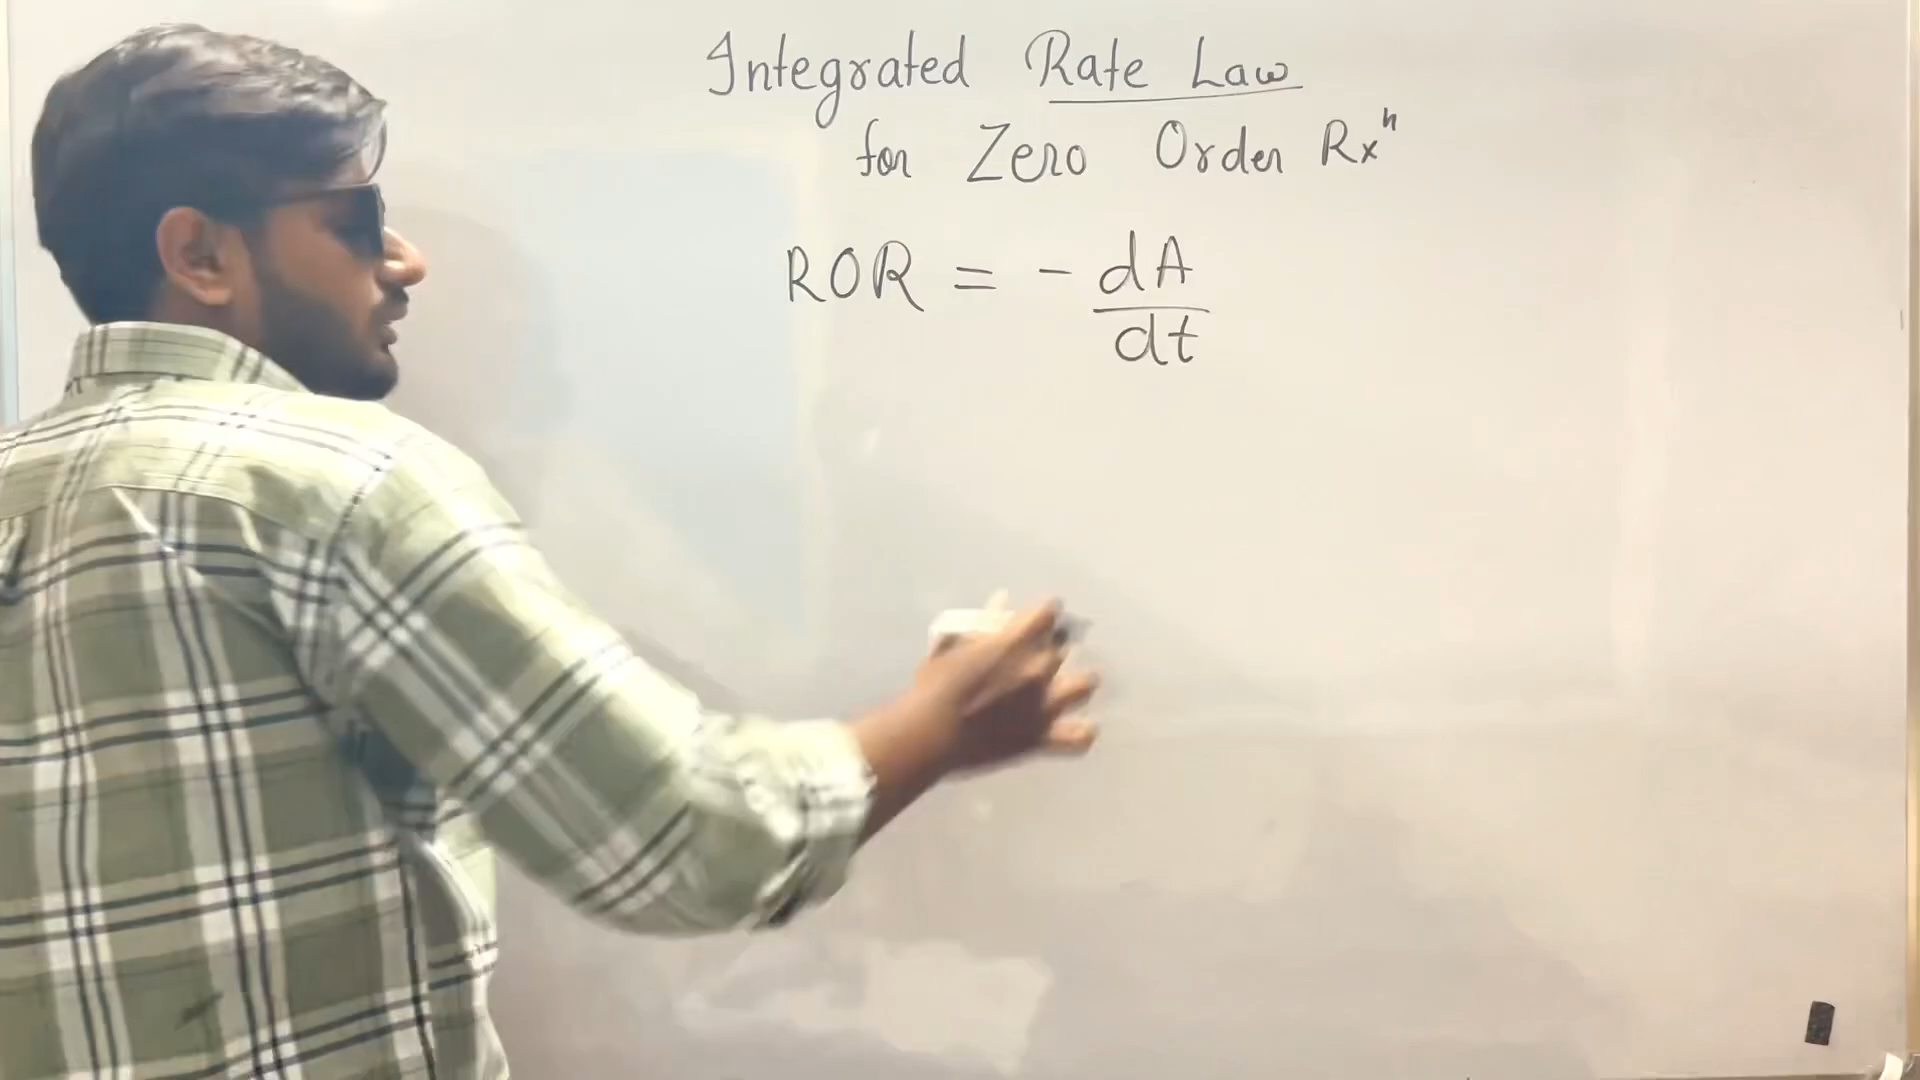 Integrated Rate Law
for Zero Order Rxⁿ
ROR = - dA/dt